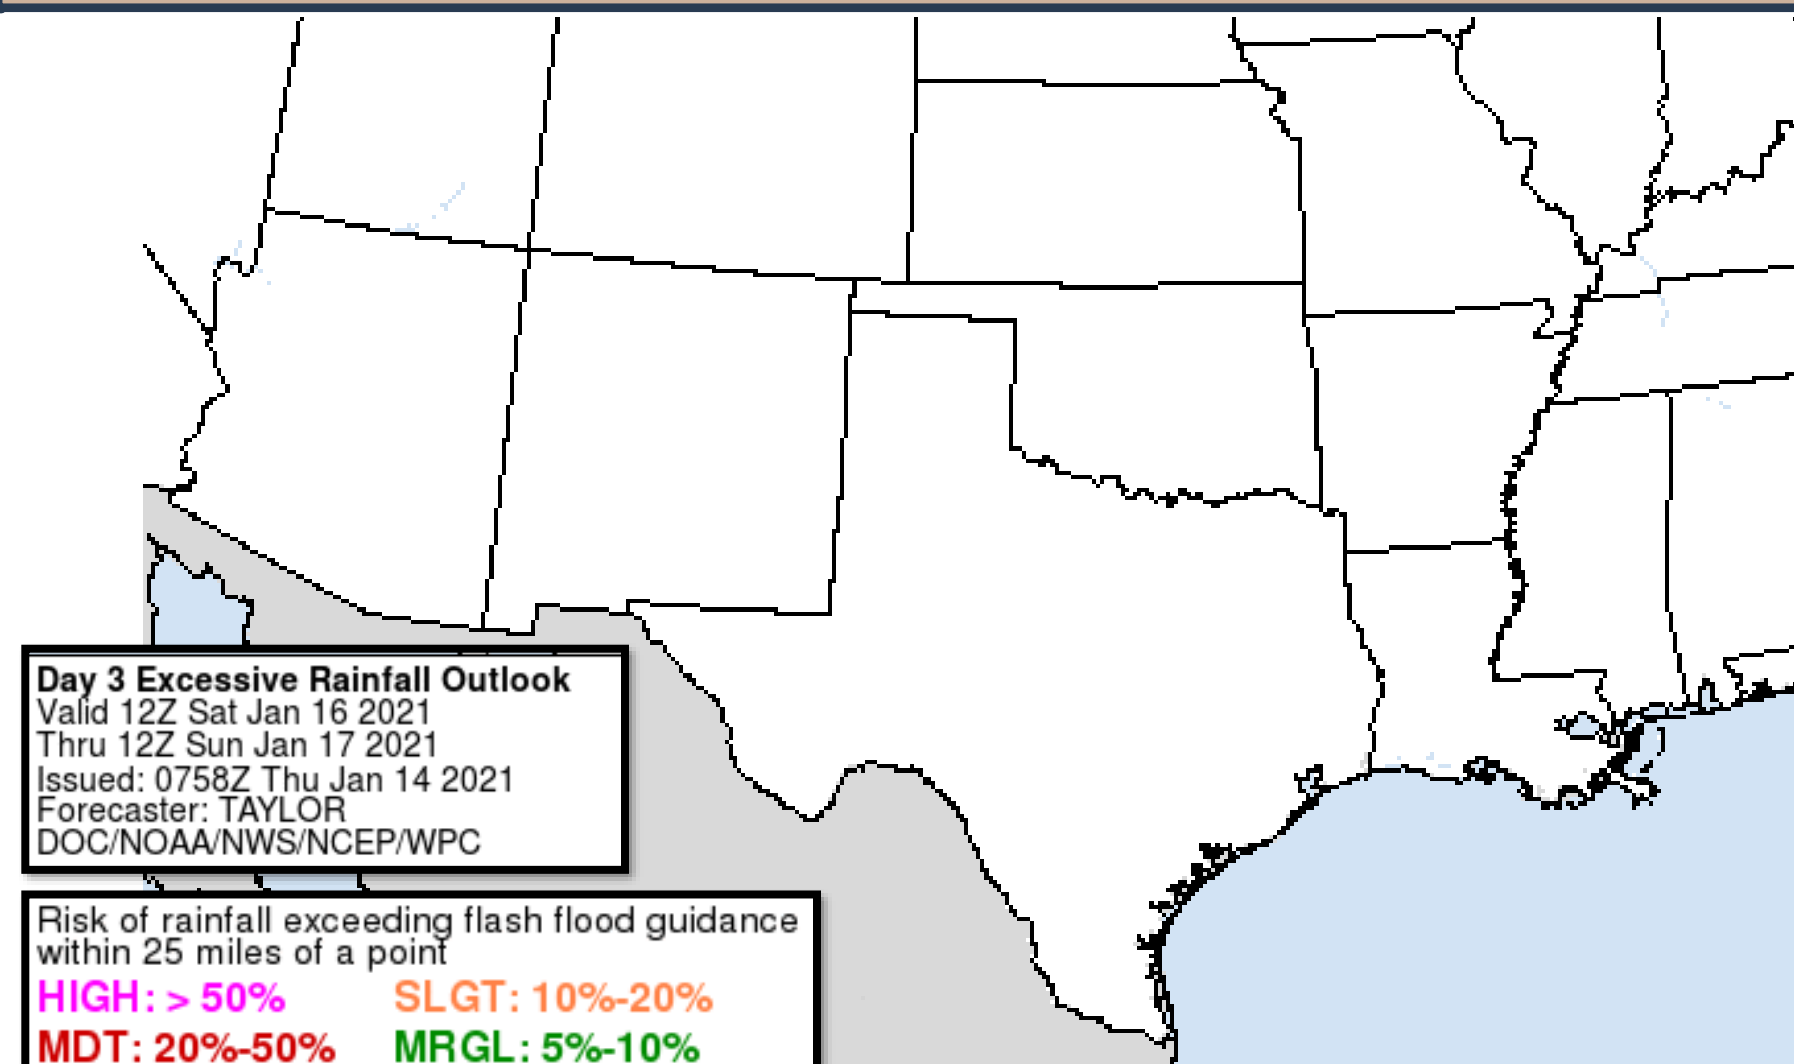 Day 3 Excessive Rainfall Outlook
Valid 12Z Sat Jan 16 2021
Thru 12Z Sun Jan 17 2021
Issued: 0758Z Thu Jan 14 2021
Forecaster: TAYLOR
DOC/NOAA/NWS/NCEP/WPC
Risk of rainfall exceeding flash flood guidance
within 25 miles of a point
HIGH: > 50% SLGT: 10%-20%
MDT: 20%-50% MRGL: 5%-10%